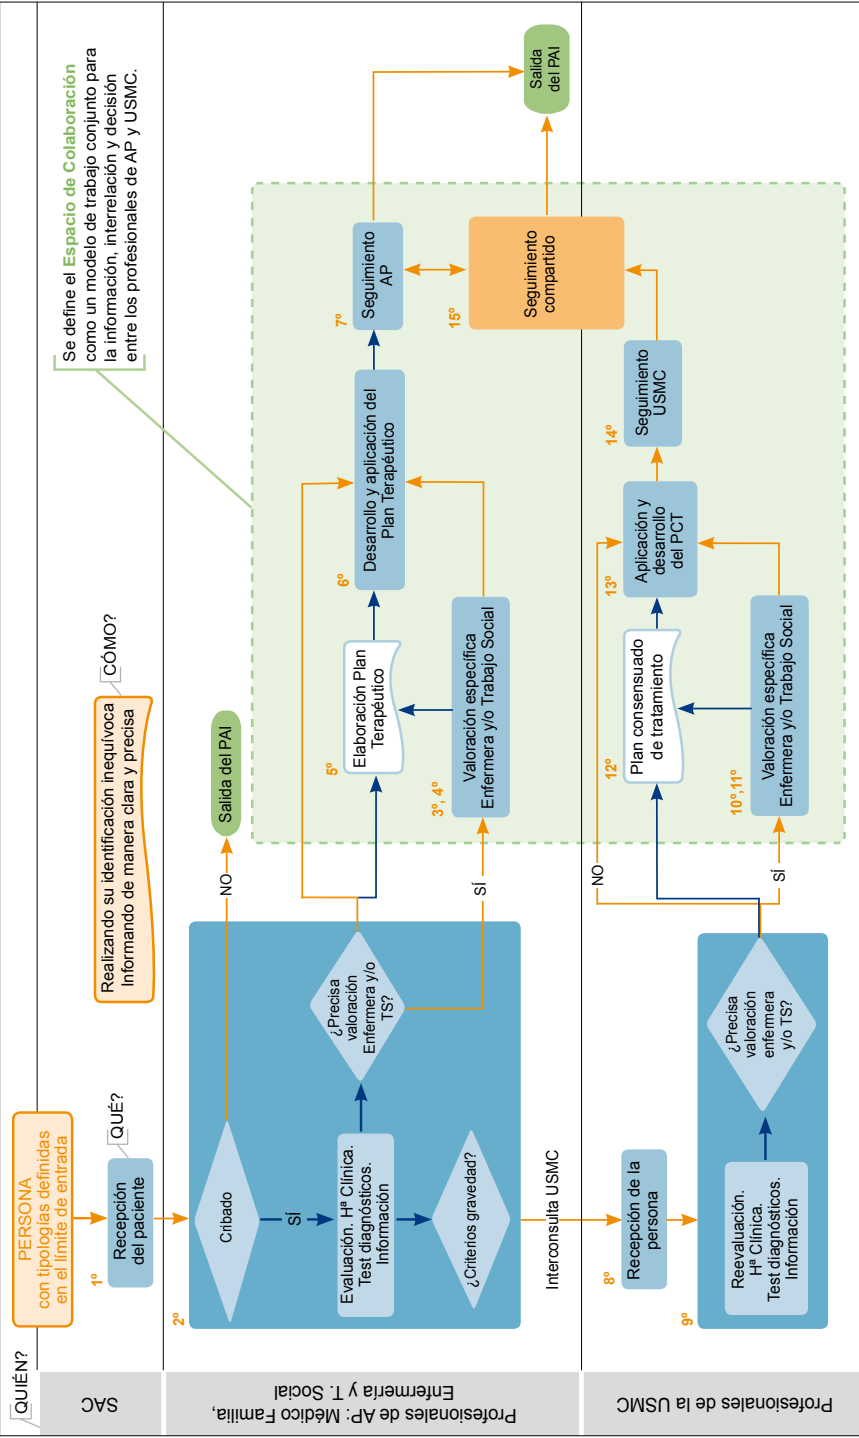 QUIÉN?
PERSONA
con tipologías definidas
en el límite de entrada
SAC
1º
Recepción
del paciente
QUÉ?
Realizando su identificación inequívoca
Informando de manera clara y precisa
CÓMO?
Se define el Espacio de Colaboración
como un modelo de trabajo conjunto para
la información, interrelación y decisión
entre los profesionales de AP y USMC.
Profesionales de AP: Médico Familia,
Enfermería y T. Social
2º
Cribado
NO
Salida del PAI
SÍ
Evaluación. Hª Clínica.
Test diagnósticos.
Información
¿Criterios gravedad?
¿Precisa
valoración
Enfermera y/o
TS?
SÍ
5º
Elaboración Plan
Terapéutico
3º, 4º
Valoración específica
Enfermera y/o Trabajo Social
6º
Desarrollo y aplicación del
Plan Terapéutico
7º
Seguimiento
AP
15º
Seguimiento
compartido
Salida
del PAI
Interconsulta USMC
Profesionales de la USMC
8º
Recepción de la
persona
9º
Reevaluación.
Hª Clínica.
Test diagnósticos.
Información
¿Precisa
valoración
enfermera
y/o TS?
NO
SÍ
12º
Plan consensuado
de tratamiento
10º,11º
Valoración específica
Enfermera y/o Trabajo Social
13º
Aplicación y
desarrollo
del PCT
14º
Seguimiento
USMC